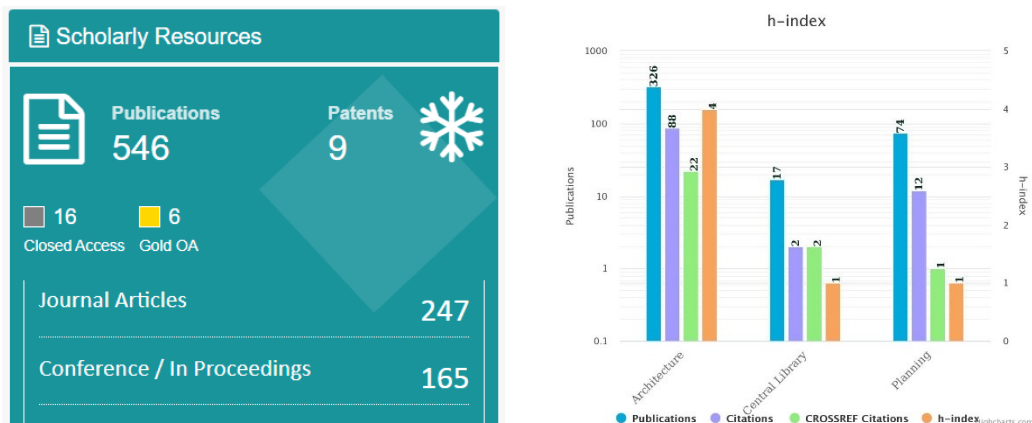 Scholarly Resources
Publications
546
Patents
9
16
Closed Access
6
Gold OA
Journal Articles
247
Conference / In Proceedings
165
h-index
1000
100
10
1
0.1
Publications
5
4
3
2
1
0
h-index
326
88
22
4
17
2
2
1
74
12
1
1
Architecture
Central Library
Planning
Publications
Citations
CROSSREF Citations
h-index